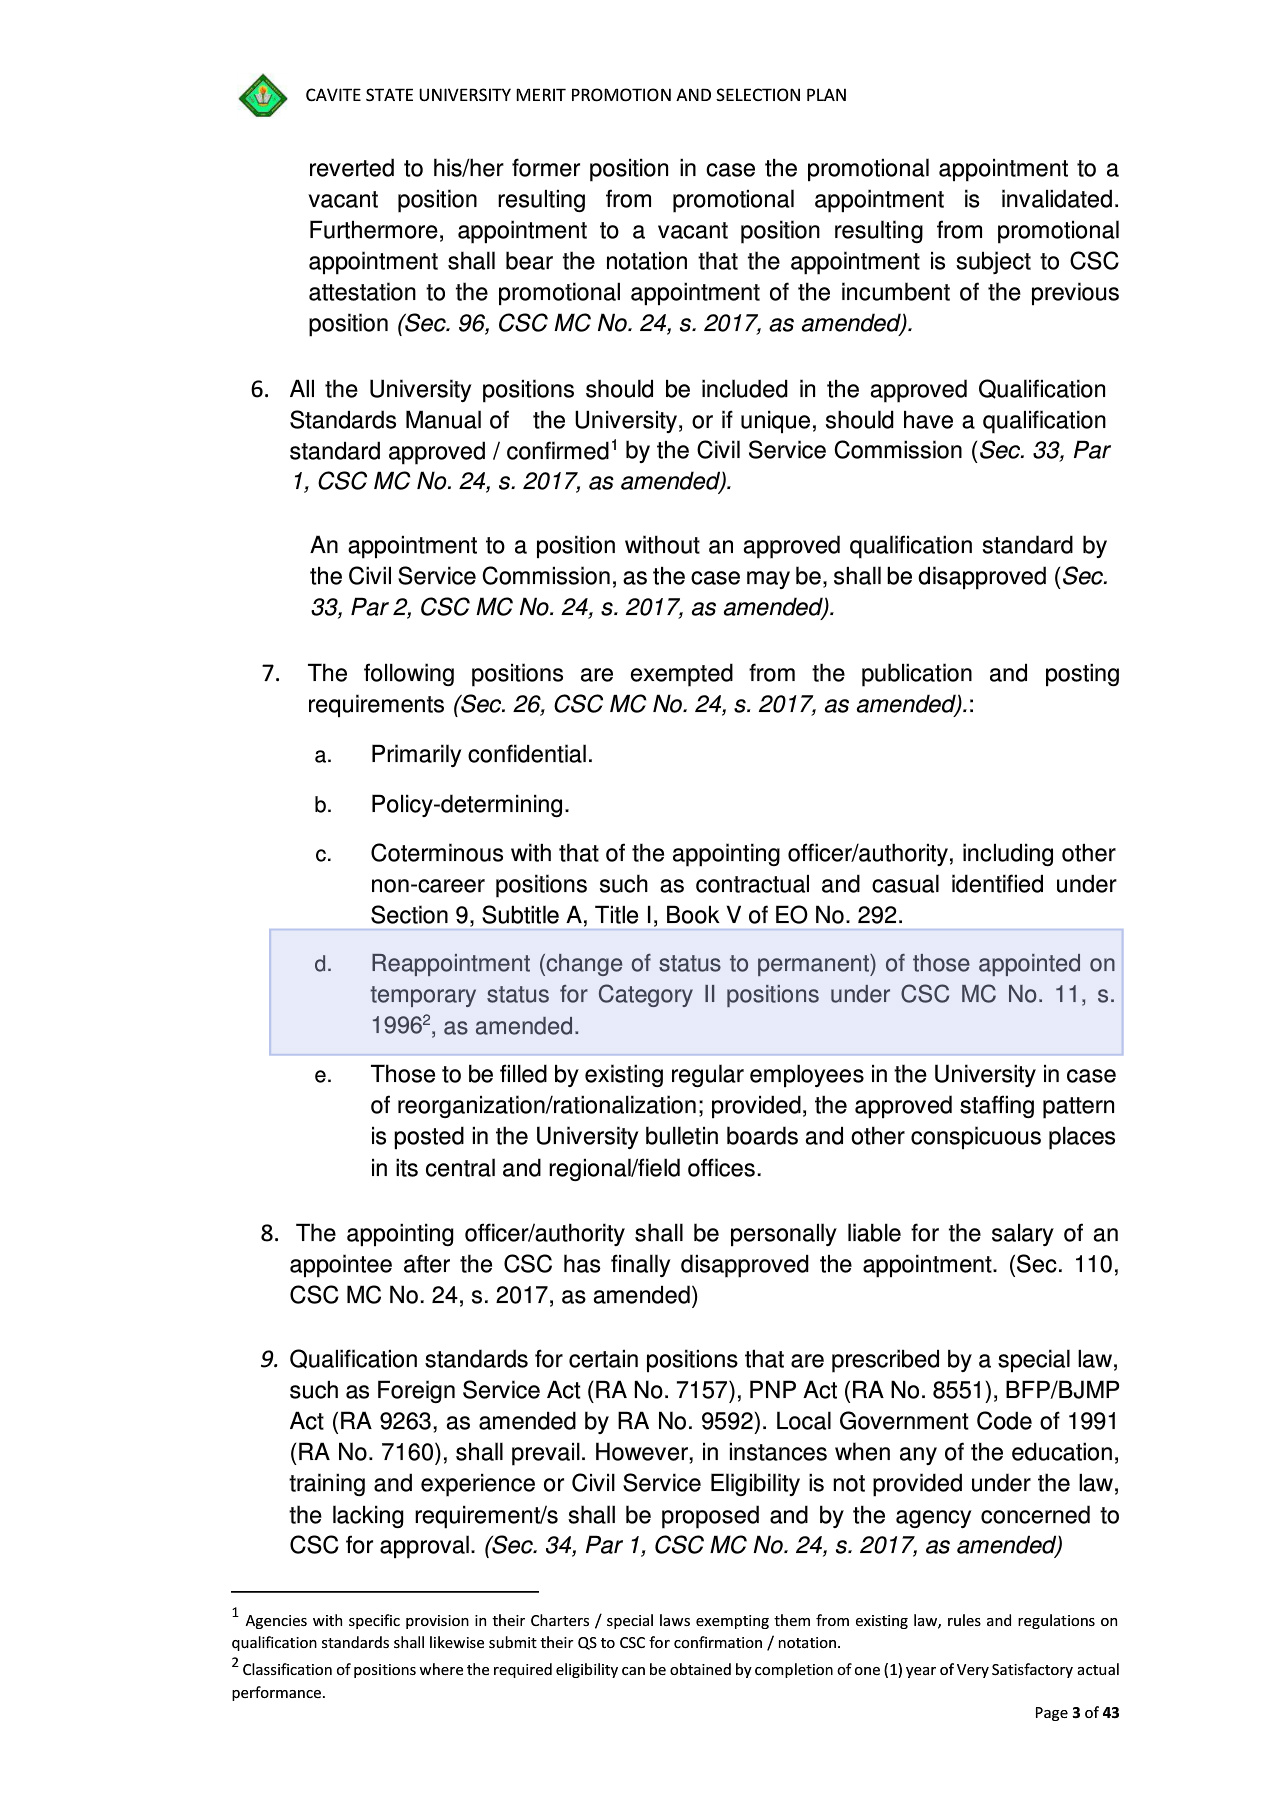 CAVITE STATE UNIVERSITY MERIT PROMOTION AND SELECTION PLAN
reverted to his/her former position in case the promotional appointment to a
vacant position resulting from promotional appointment is invalidated.
Furthermore, appointment to a vacant position resulting from promotional
appointment shall bear the notation that the appointment is subject to CSC
attestation to the promotional appointment of the incumbent of the previous
position (Sec. 96, CSC MC No. 24, s. 2017, as amended).
6. All the University positions should be included in the approved Qualification
Standards Manual of the University, or if unique, should have a qualification
standard approved / confirmed¹ by the Civil Service Commission (Sec. 33, Par
1, CSC MC No. 24, s. 2017, as amended).
An appointment to a position without an approved qualification standard by
the Civil Service Commission, as the case may be, shall be disapproved (Sec.
33, Par 2, CSC MC No. 24, s. 2017, as amended).
7. The following positions are exempted from the publication and posting
requirements (Sec. 26, CSC MC No. 24, s. 2017, as amended).:
a. Primarily confidential.
b. Policy-determining.
c. Coterminous with that of the appointing officer/authority, including other
non-career positions such as contractual and casual identified under
Section 9, Subtitle A, Title I, Book V of EO No. 292.
d. Reappointment (change of status to permanent) of those appointed on
temporary status for Category II positions under CSC MC No. 11, s.
1996², as amended.
e. Those to be filled by existing regular employees in the University in case
of reorganization/rationalization; provided, the approved staffing pattern
is posted in the University bulletin boards and other conspicuous places
in its central and regional/field offices.
8. The appointing officer/authority shall be personally liable for the salary of an
appointee after the CSC has finally disapproved the appointment. (Sec. 110,
CSC MC No. 24, s. 2017, as amended)
9. Qualification standards for certain positions that are prescribed by a special law,
such as Foreign Service Act (RA No. 7157), PNP Act (RA No. 8551), BFP/BJMP
Act (RA 9263, as amended by RA No. 9592). Local Government Code of 1991
(RA No. 7160), shall prevail. However, in instances when any of the education,
training and experience or Civil Service Eligibility is not provided under the law,
the lacking requirement/s shall be proposed and by the agency concerned to
CSC for approval. (Sec. 34, Par 1, CSC MC No. 24, s. 2017, as amended)
¹ Agencies with specific provision in their Charters / special laws exempting them from existing law, rules and regulations on
qualification standards shall likewise submit their QS to CSC for confirmation / notation.
² Classification of positions where the required eligibility can be obtained by completion of one (1) year of Very Satisfactory actual
performance.
Page 3 of 43